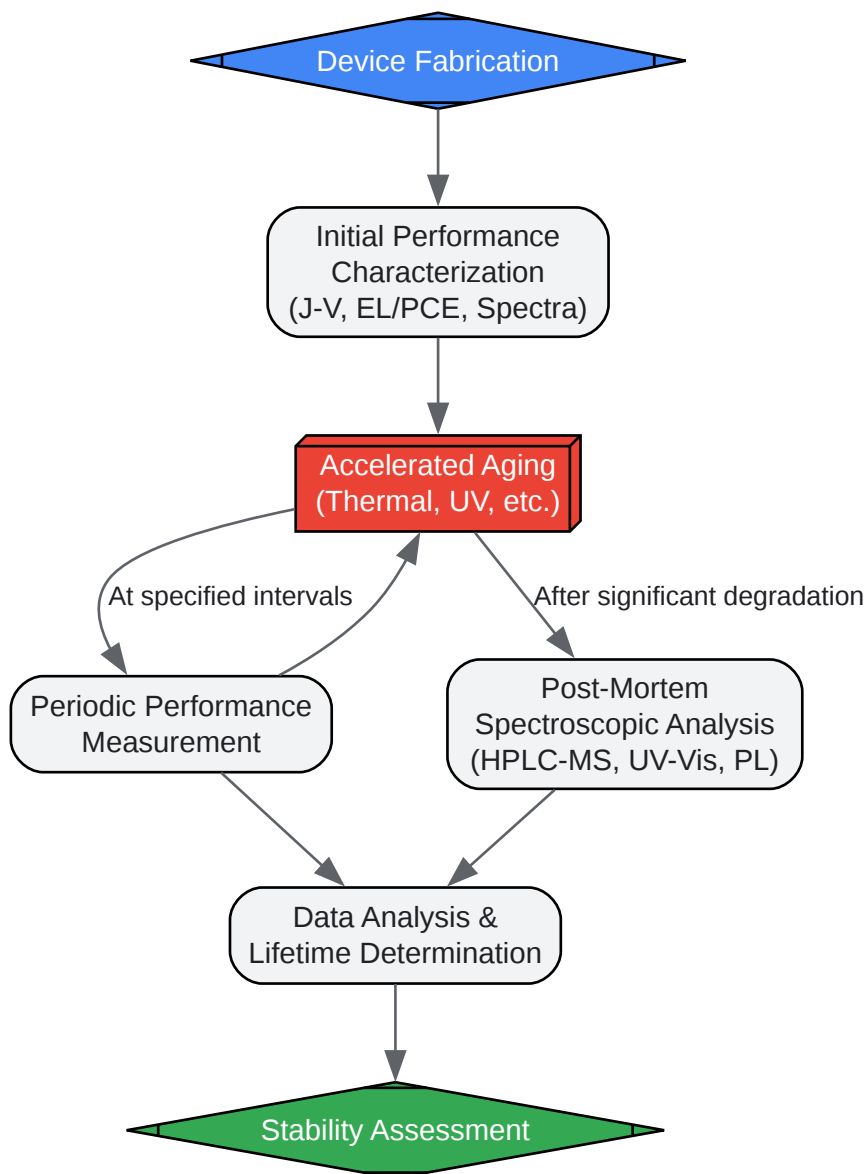 Device Fabrication
Initial Performance
Characterization
(J-V, EL/PCE, Spectra)
Accelerated Aging
(Thermal, UV, etc.)
At specified intervals
After significant degradation
Periodic Performance
Measurement
Post-Mortem
Spectroscopic Analysis
(HPLC-MS, UV-Vis, PL)
Data Analysis &
Lifetime Determination
Stability Assessment